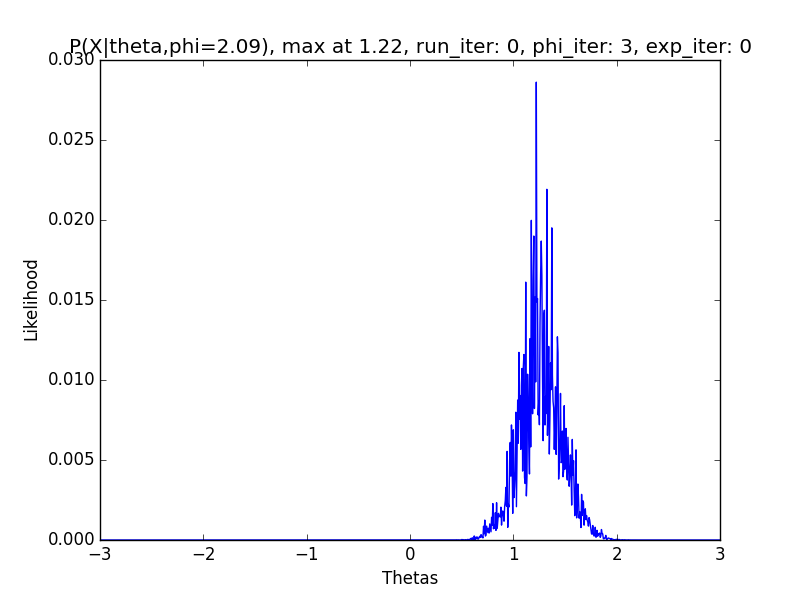 P(X|theta,phi=2.09), max at 1.22, run_iter: 0, phi_iter: 3, exp_iter: 0
0.030
0.025
0.020
0.015
0.010
0.005
0.000
Likelihood
−3 −2 −1 0 1 2 3
Thetas